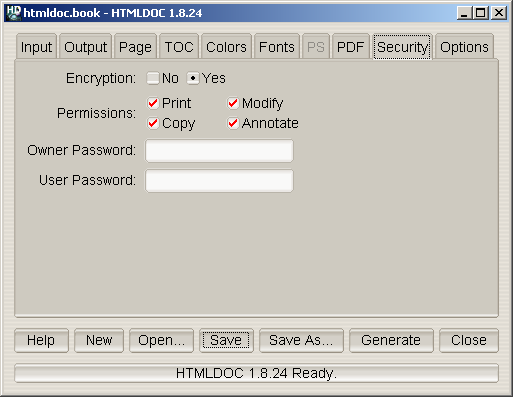 HD htmldoc.book - HTMLDOC 1.8.24
Input Output Page TOC Colors Fonts PS PDF Security Options
Encryption: No Yes
Permissions: Print Modify
Copy Annotate
Owner Password:
User Password:
Help New Open... Save Save As... Generate Close
HTMLDOC 1.8.24 Ready.